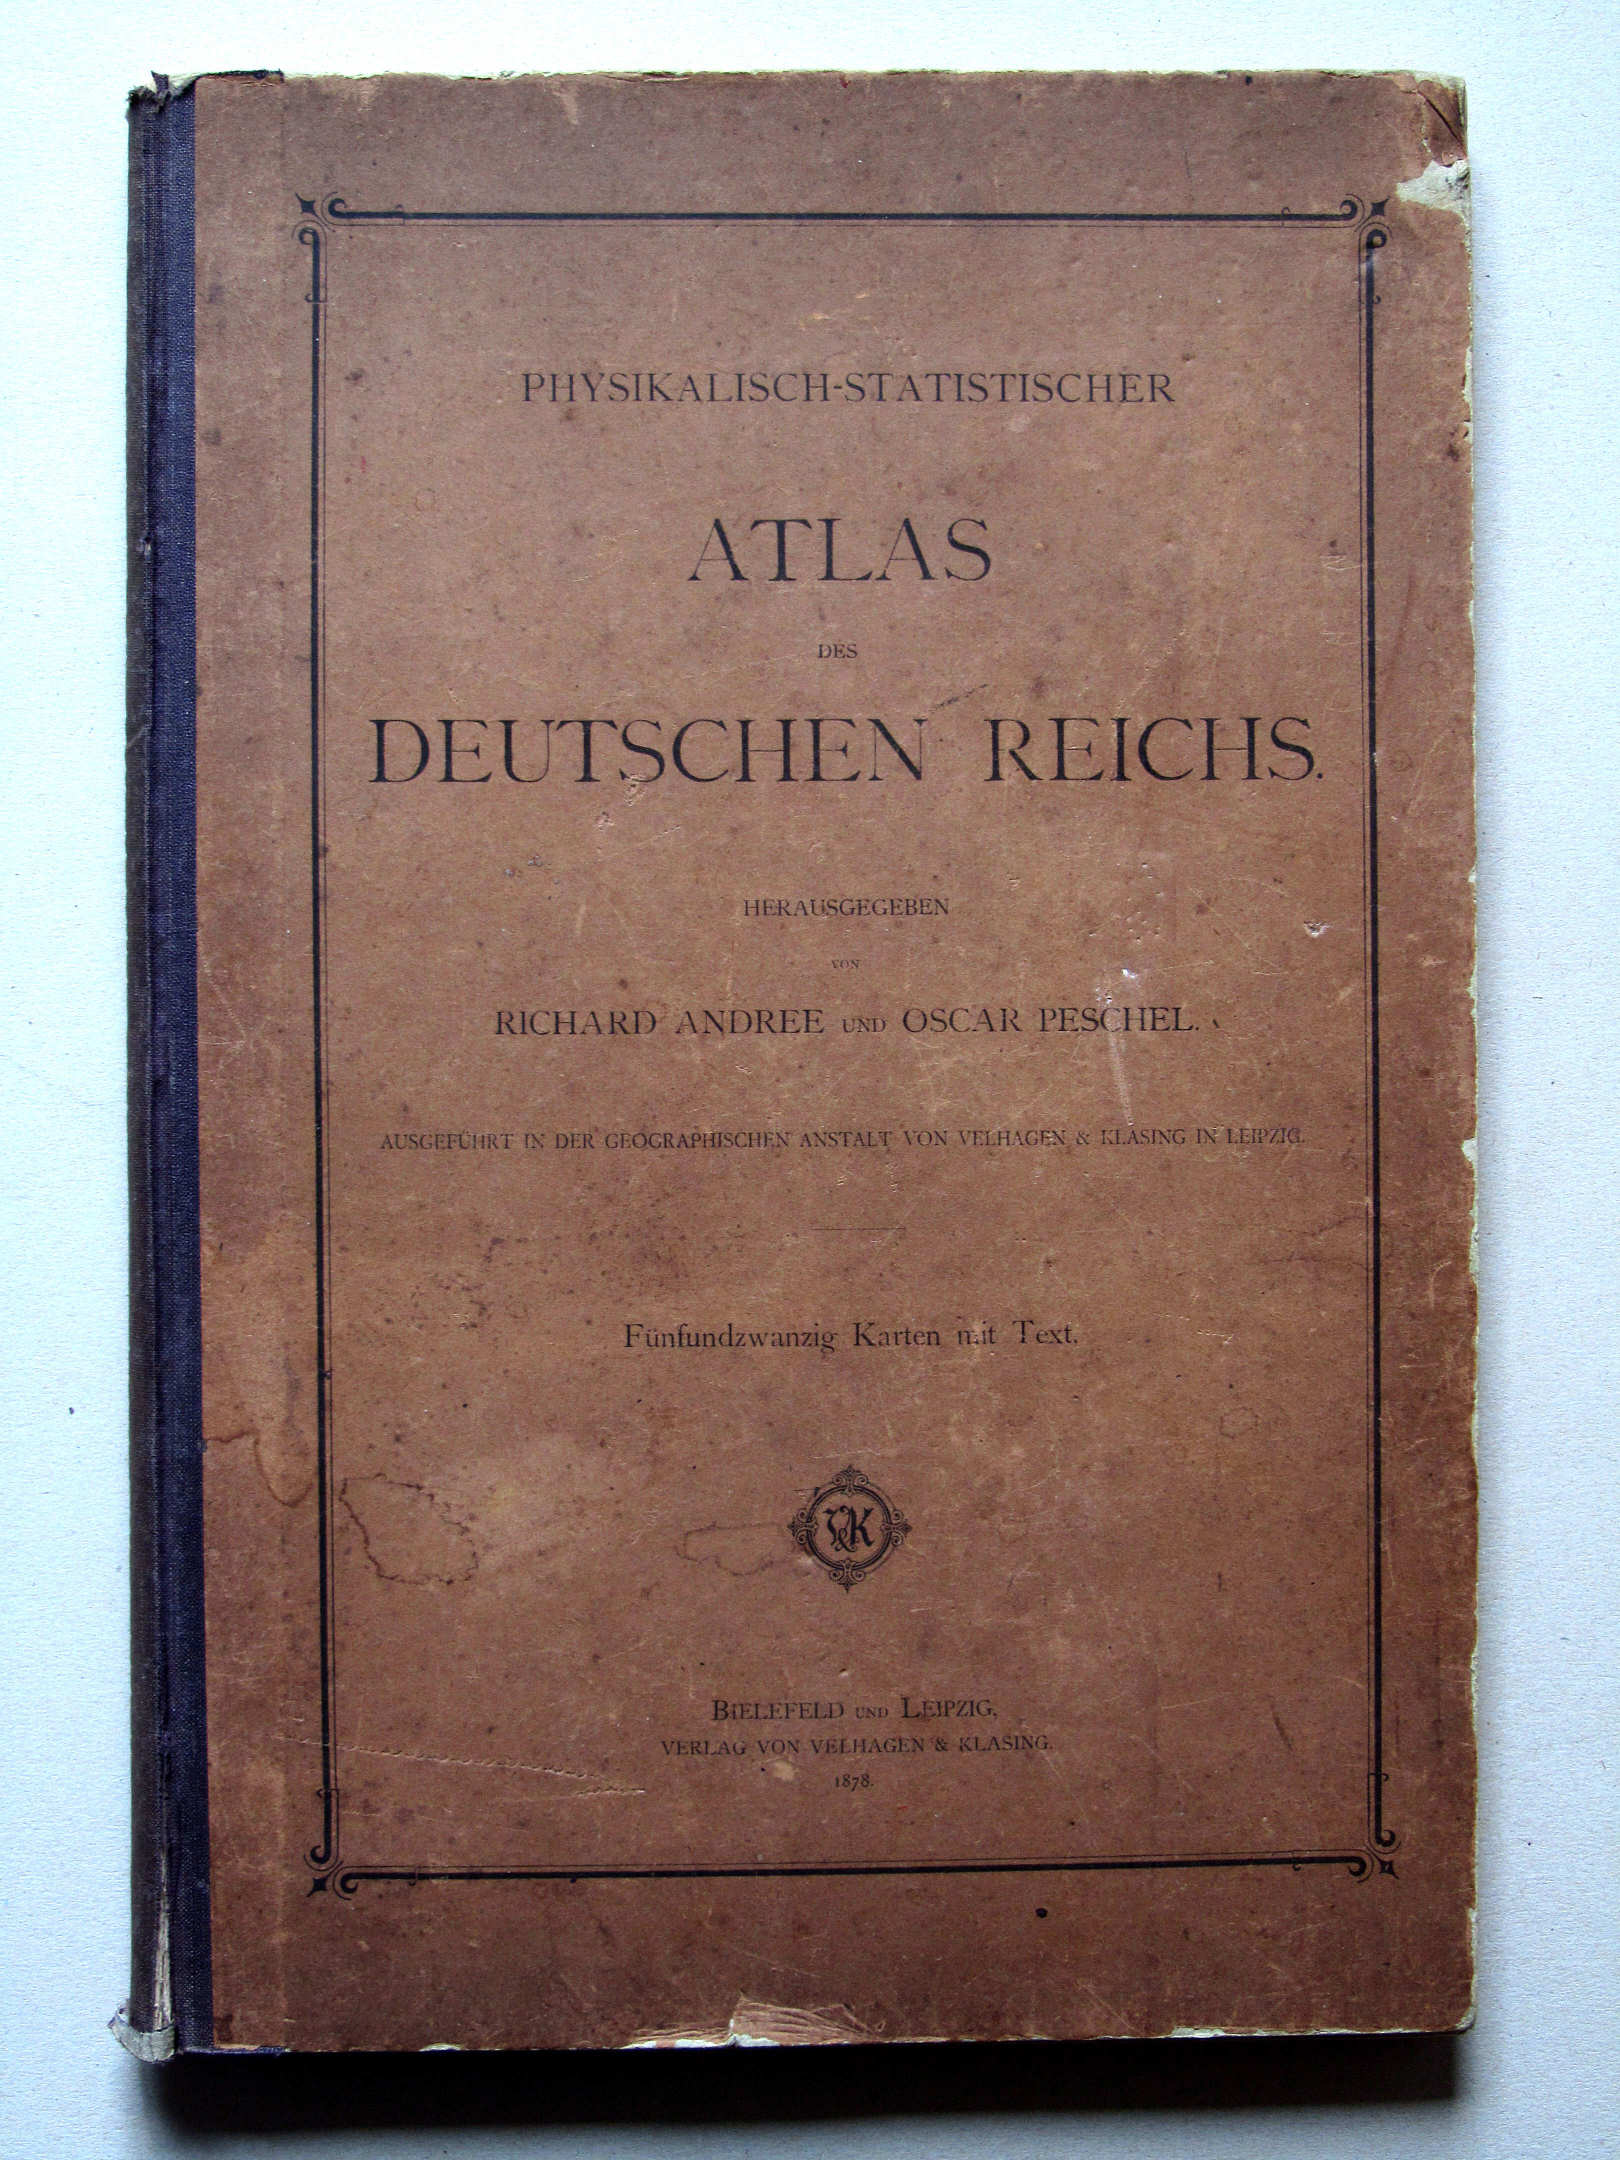 PHYSIKALISCH-STATISTISCHER
ATLAS
DES
DEUTSCHEN REICHS.
HERAUSGEGEBEN
VON
RICHARD ANDREE UND OSCAR PESCHEL.
AUSGEFÜHRT IN DER GEOGRAPHISCHEN ANSTALT VON VELHAGEN & KLASING IN LEIPZIG.
Fünfundzwanzig Karten mit Text.
V&K
BIELEFELD UND LEIPZIG,
VERLAG VON VELHAGEN & KLASING.
1878.